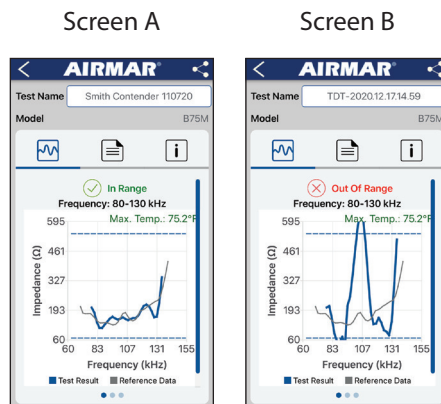 Screen A
AIRMAR®
Test Name Smith Contender 110720
Model B75M
In Range
Frequency: 80-130 kHz
Max. Temp.: 75.2°F
Impedance (Ω)
595
461
327
193
60
60 83 107 131 155
Frequency (kHz)
Test Result Reference Data
Screen B
AIRMAR®
Test Name TDT-2020.12.17.14.59
Model B75M
Out Of Range
Frequency: 80-130 kHz
Max. Temp.: 75.2°F
Impedance (Ω)
595
461
327
193
60
60 83 107 131 155
Frequency (kHz)
Test Result Reference Data